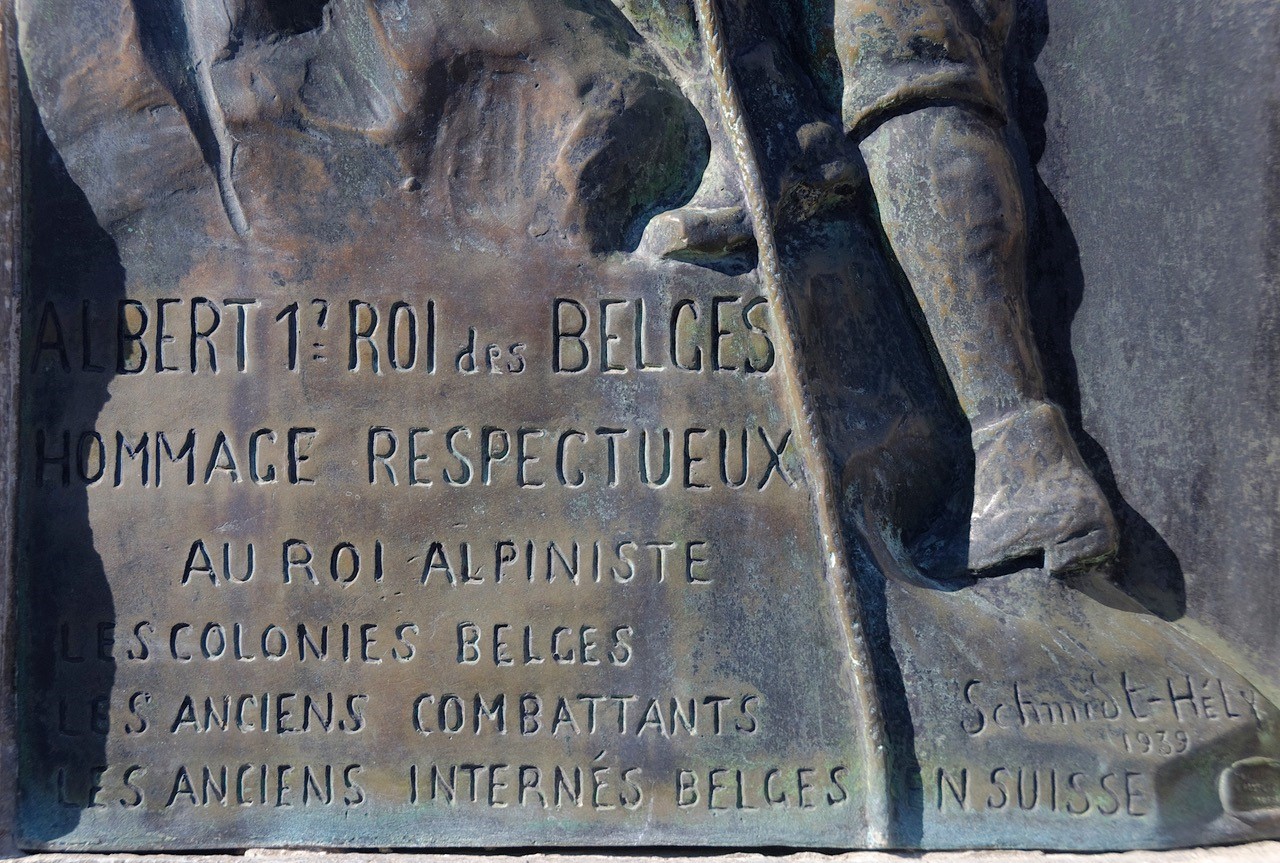 ALBERT 1er ROI des BELGES
HOMMAGE RESPECTUEUX
AU ROI ALPINISTE
LES COLONIES BELGES
LES ANCIENS COMBATTANTS
LES ANCIENS INTERNÉS BELGES EN SUISSE
Schmidt-HÉLY
1939